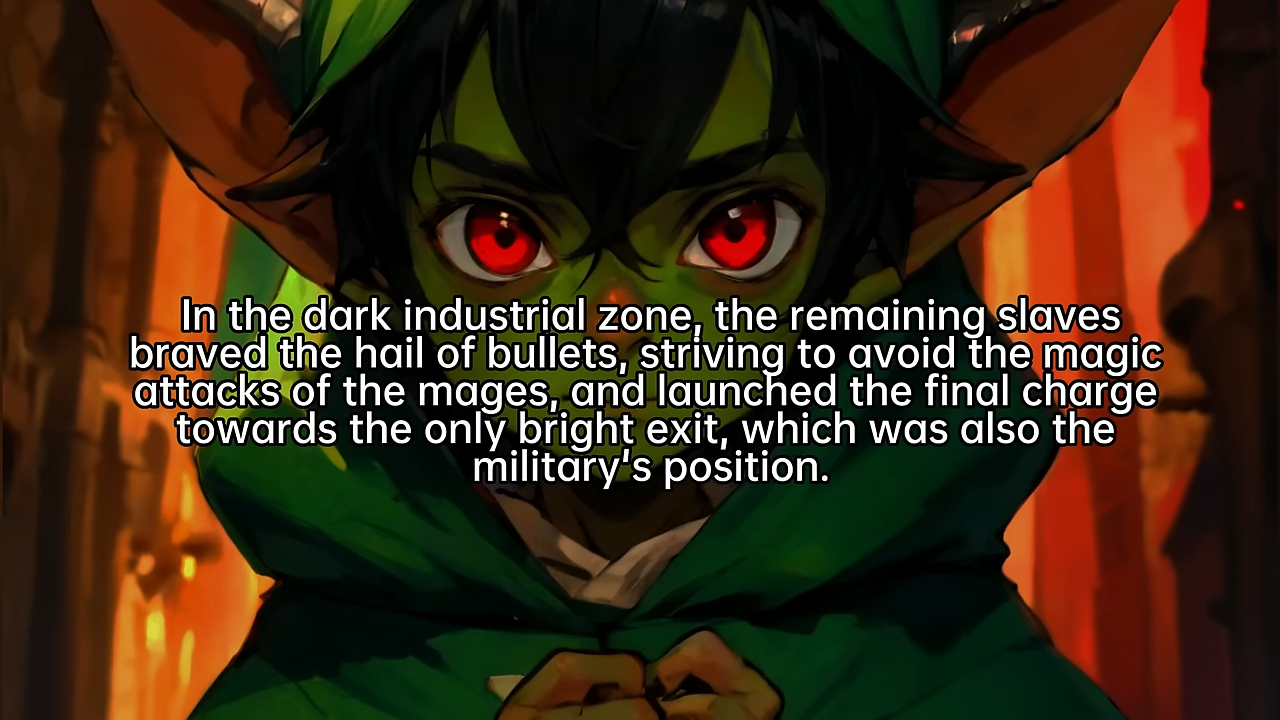 In the dark industrial zone, the remaining slaves
braved the hail of bullets, striving to avoid the magic
attacks of the mages, and launched the final charge
towards the only bright exit, which was also the
military's position.